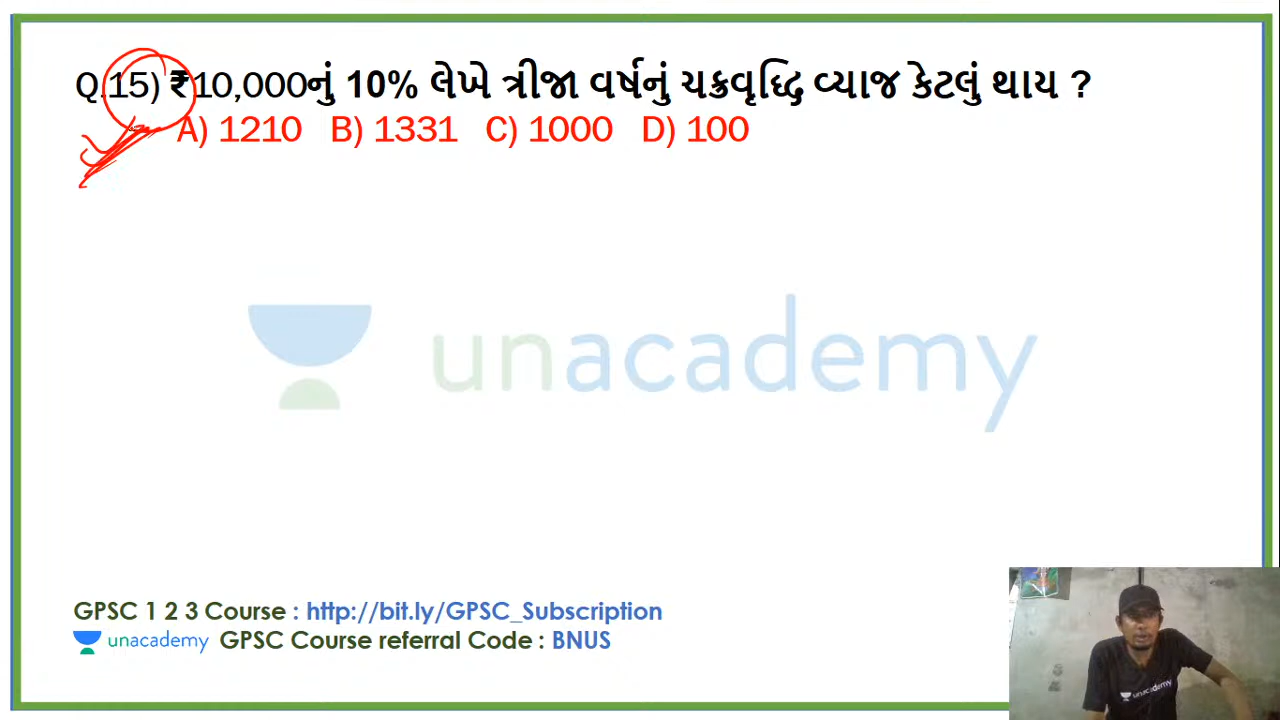 Q.15) ₹10,000નું 10% લેખે ત્રીજા વર્ષનું ચક્રવૃદ્ધિ વ્યાજ કેટલું થાય ?
A) 1210 B) 1331 C) 1000 D) 100
unacademy
GPSC 1 2 3 Course : http://bit.ly/GPSC_Subscription
unacademy GPSC Course referral Code : BNUS
unacademy